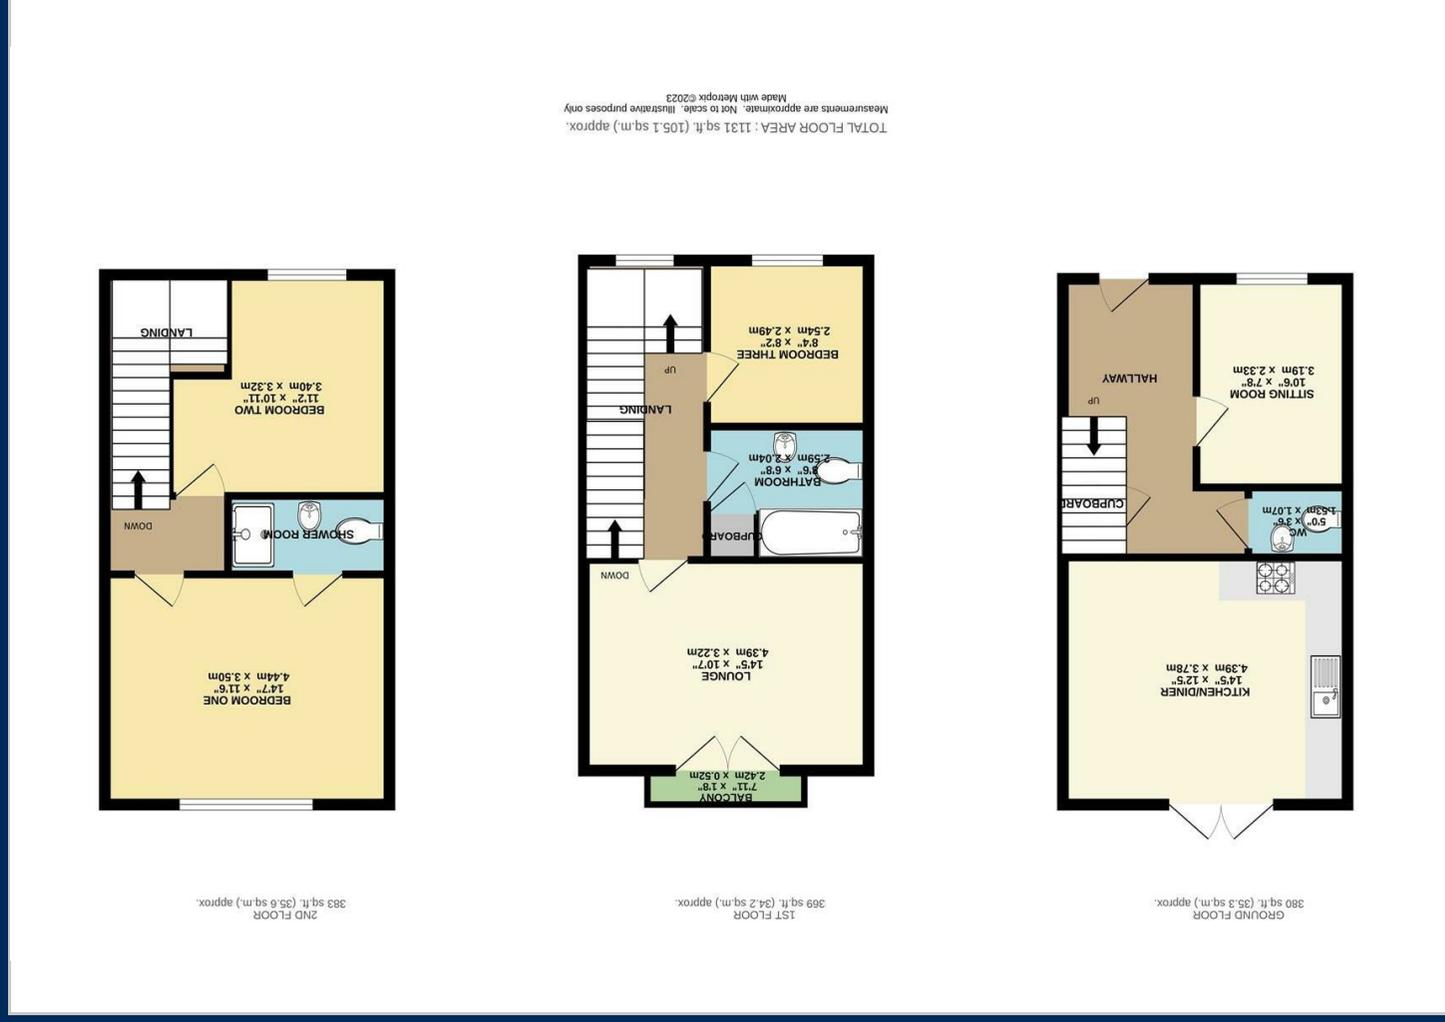 GROUND FLOOR
380 sq.ft. (35.3 sq.m.) approx.
1ST FLOOR
369 sq.ft. (34.2 sq.m.) approx.
2ND FLOOR
383 sq.ft. (35.6 sq.m.) approx.
KITCHEN/DINER
14'5" x 12'5"
4.39m x 3.78m
WC
5'0" x 3'6"
1.53m x 1.07m
CUPBOARD
UP
HALLWAY
SITTING ROOM
10'6" x 7'8"
3.19m x 2.33m
BALCONY
7'11" x 1'8"
2.42m x 0.52m
LOUNGE
14'5" x 10'7"
4.39m x 3.22m
DOWN
CUPBOARD
BATHROOM
8'6" x 6'8"
2.59m x 2.04m
LANDING
UP
BEDROOM THREE
8'4" x 8'2"
2.54m x 2.49m
BEDROOM ONE
14'7" x 11'6"
4.44m x 3.50m
SHOWER ROOM
DOWN
BEDROOM TWO
11'2" x 10'11"
3.40m x 3.32m
LANDING
TOTAL FLOOR AREA : 1131 sq.ft. (105.1 sq.m.) approx.
Measurements are approximate. Not to scale. Illustrative purposes only
Made with Metropix ©2023